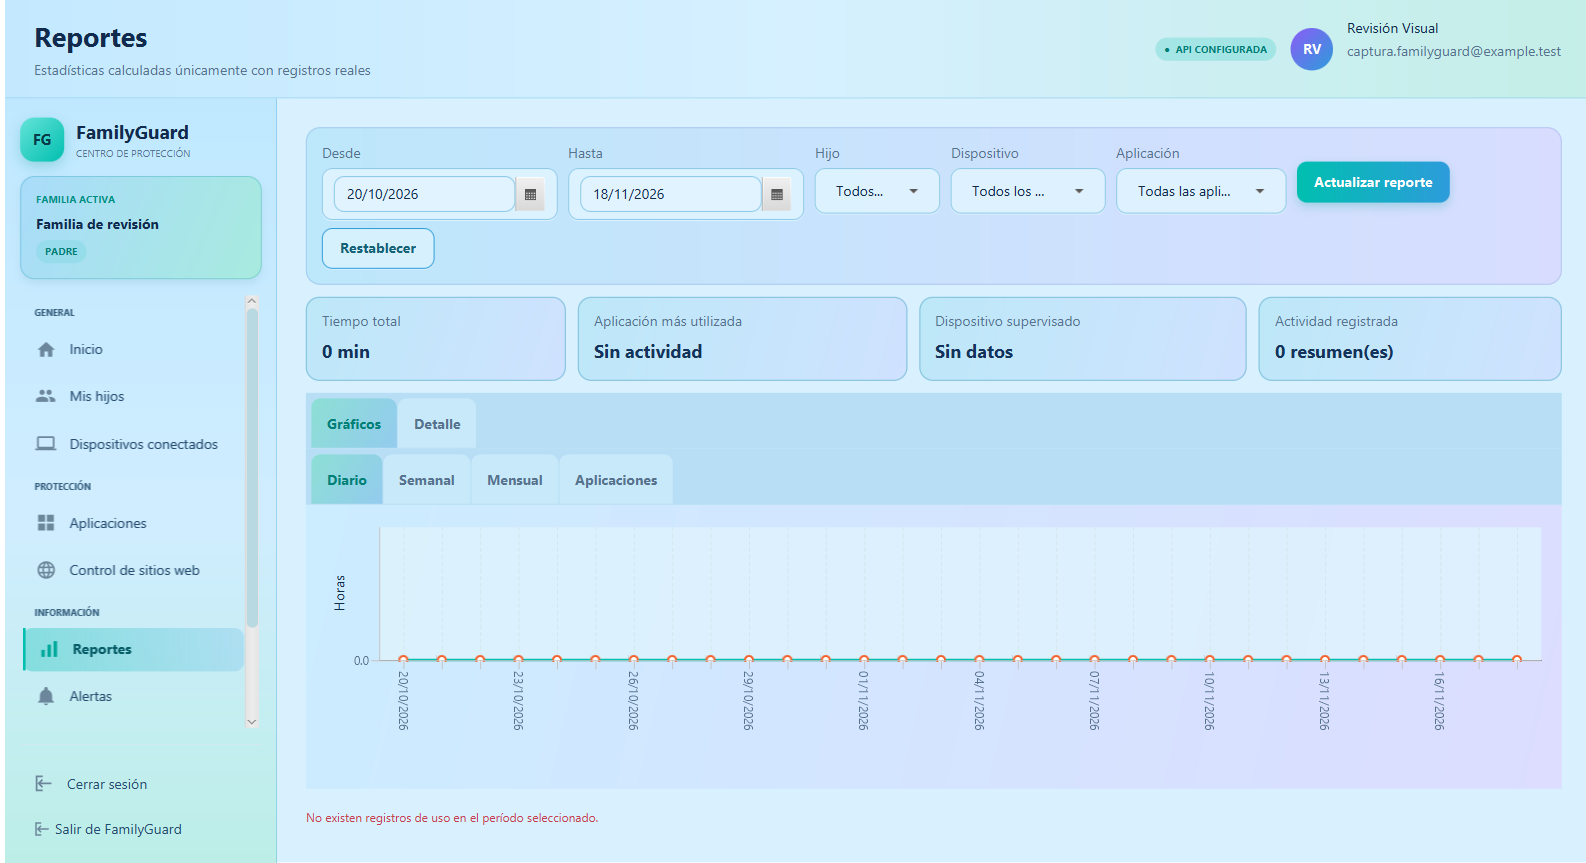 Reportes
Estadísticas calculadas únicamente con registros reales
• API CONFIGURADA
RV
Revisión Visual
captura.familyguard@example.test
FG
FamilyGuard
CENTRO DE PROTECCIÓN
FAMILIA ACTIVA
Familia de revisión
PADRE
GENERAL
Inicio
Mis hijos
Dispositivos conectados
PROTECCIÓN
Aplicaciones
Control de sitios web
INFORMACIÓN
Reportes
Alertas
Cerrar sesión
Salir de FamilyGuard
Desde
Hasta
Hijo
Dispositivo
Aplicación
20/10/2026
18/11/2026
Todos...
Todos los ...
Todas las apli...
Actualizar reporte
Restablecer
Tiempo total
0 min
Aplicación más utilizada
Sin actividad
Dispositivo supervisado
Sin datos
Actividad registrada
0 resumen(es)
Gráficos
Detalle
Diario
Semanal
Mensual
Aplicaciones
Horas
0.0
20/10/2026
23/10/2026
26/10/2026
29/10/2026
01/11/2026
04/11/2026
07/11/2026
10/11/2026
13/11/2026
16/11/2026
No existen registros de uso en el período seleccionado.